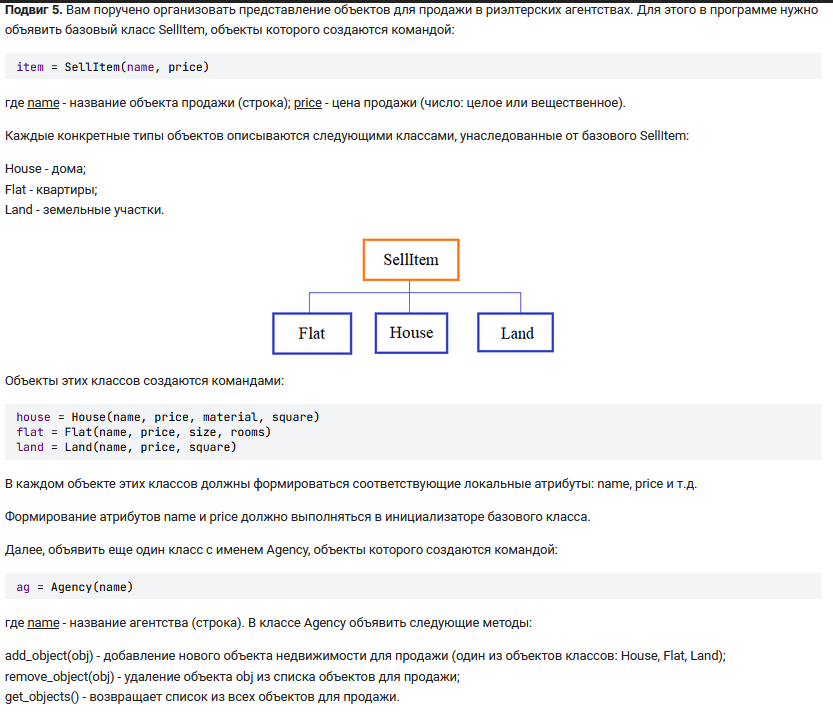 Подвиг 5. Вам поручено организовать представление объектов для продажи в риэлтерских агентствах. Для этого в программе нужно
объявить базовый класс SellItem, объекты которого создаются командой:
item = SellItem(name, price)
где name - название объекта продажи (строка); price - цена продажи (число: целое или вещественное).
Каждые конкретные типы объектов описываются следующими классами, унаследованные от базового SellItem:
House - дома;
Flat - квартиры;
Land - земельные участки.
SellItem
Flat House Land
Объекты этих классов создаются командами:
house = House(name, price, material, square)
flat = Flat(name, price, size, rooms)
land = Land(name, price, square)
В каждом объекте этих классов должны формироваться соответствующие локальные атрибуты: name, price и т.д.
Формирование атрибутов name и price должно выполняться в инициализаторе базового класса.
Далее, объявить еще один класс с именем Agency, объекты которого создаются командой:
ag = Agency(name)
где name - название агентства (строка). В классе Agency объявить следующие методы:
add_object(obj) - добавление нового объекта недвижимости для продажи (один из объектов классов: House, Flat, Land);
remove_object(obj) - удаление объекта obj из списка объектов для продажи;
get_objects() - возвращает список из всех объектов для продажи.